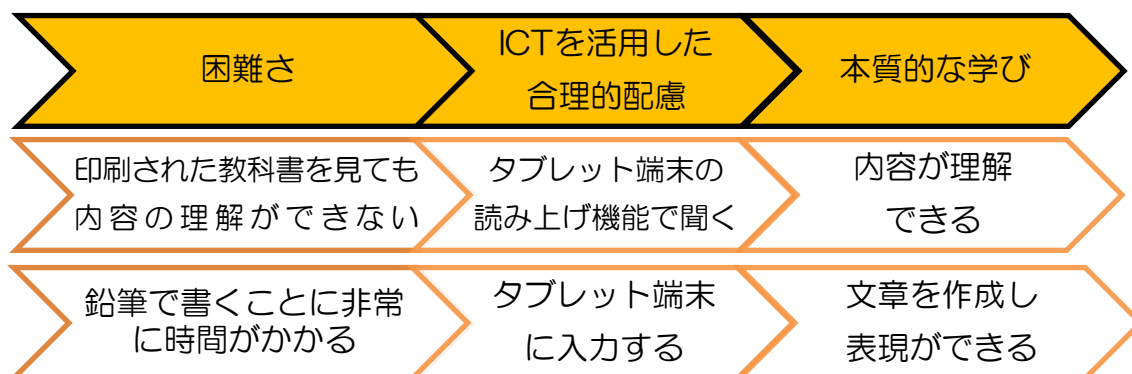 困難さ
ICTを活用した
合理的配慮
本質的な学び
印刷された教科書を見ても
内容の理解ができない
タブレット端末の
読み上げ機能で聞く
内容が理解
できる
鉛筆で書くことに非常
に時間がかかる
タブレット端末
に入力する
文章を作成し
表現ができる